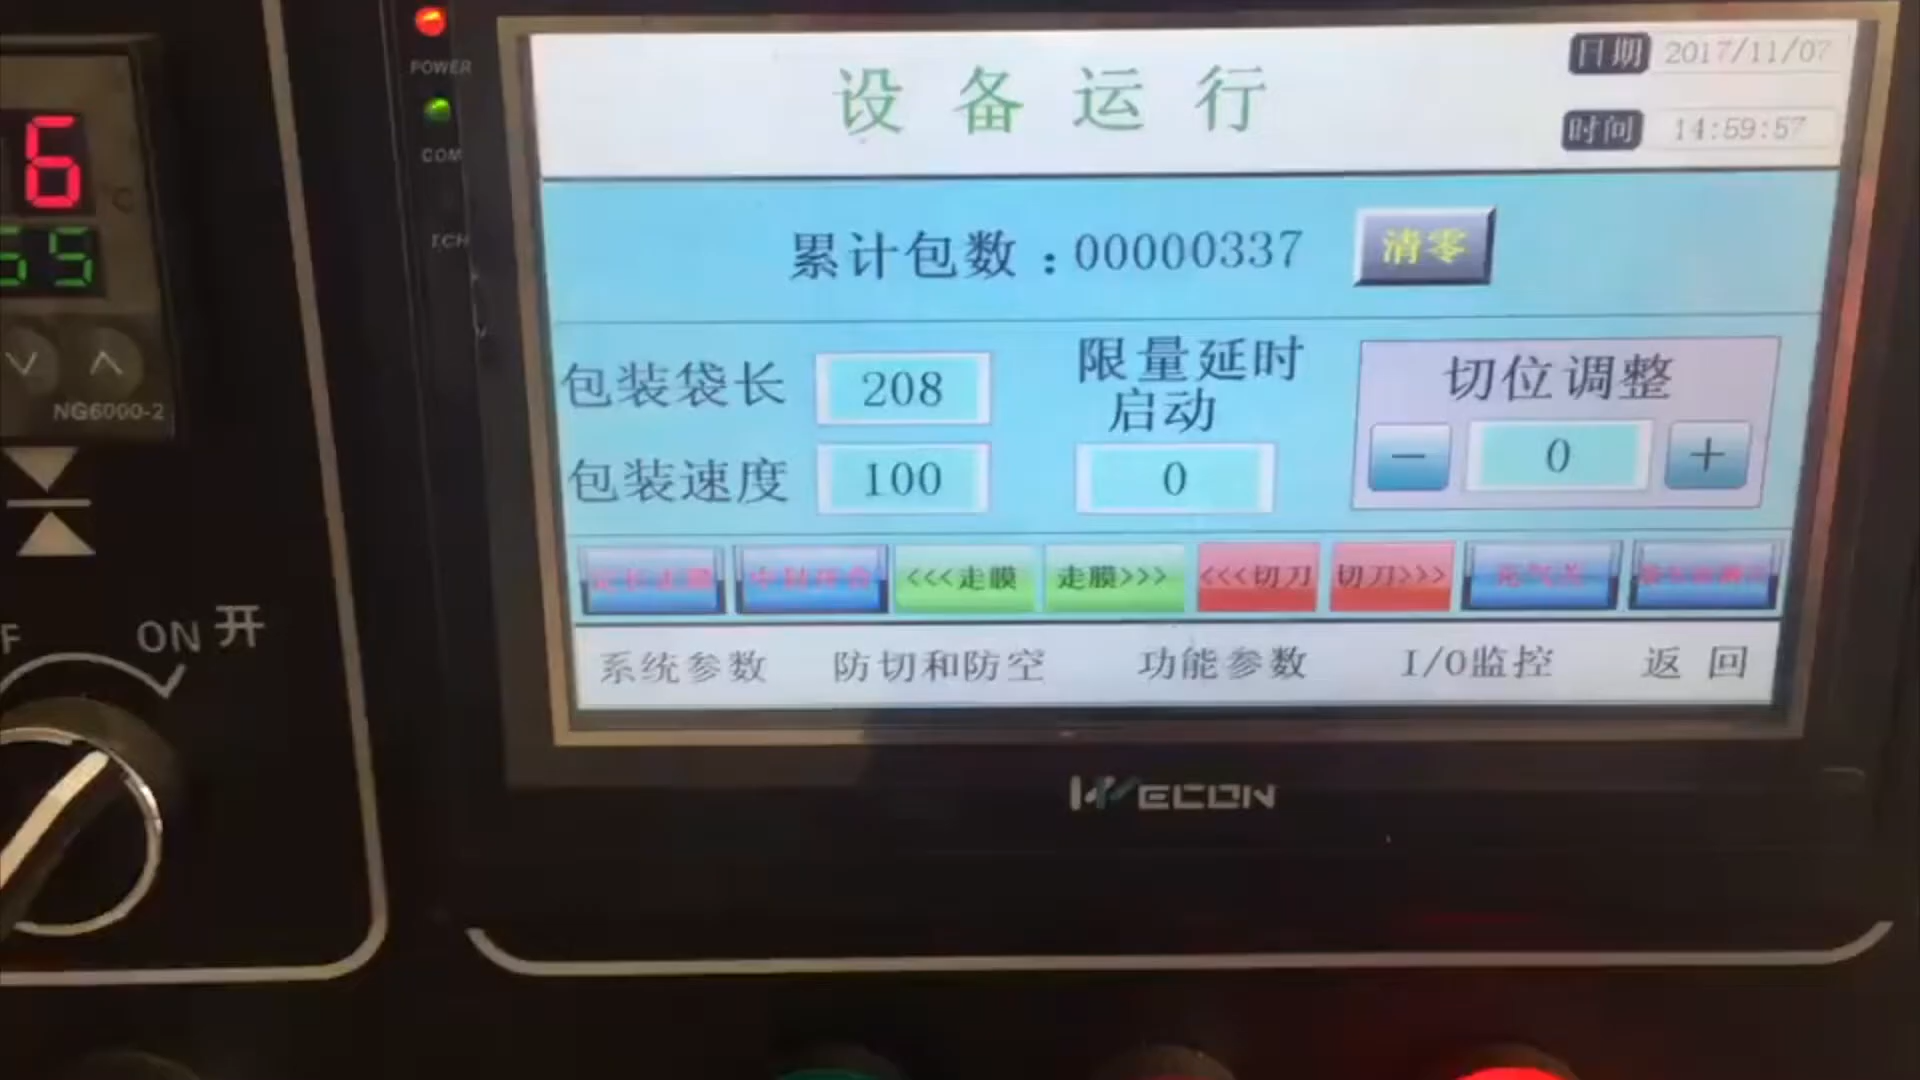 设备运行
日期 2017/11/07
时间 14:59:57
累计包数：00000337 清零
包装袋长 208
限量延时
启动
0
切位调整
－ 0 ＋
包装速度 100
<<<走膜 走膜>>> <<<切刀 切刀>>>
系统参数 防切和防空 功能参数 I/O监控 返回
WECON
POWER
COM
6
°C
55
NG6000-2
ON 开